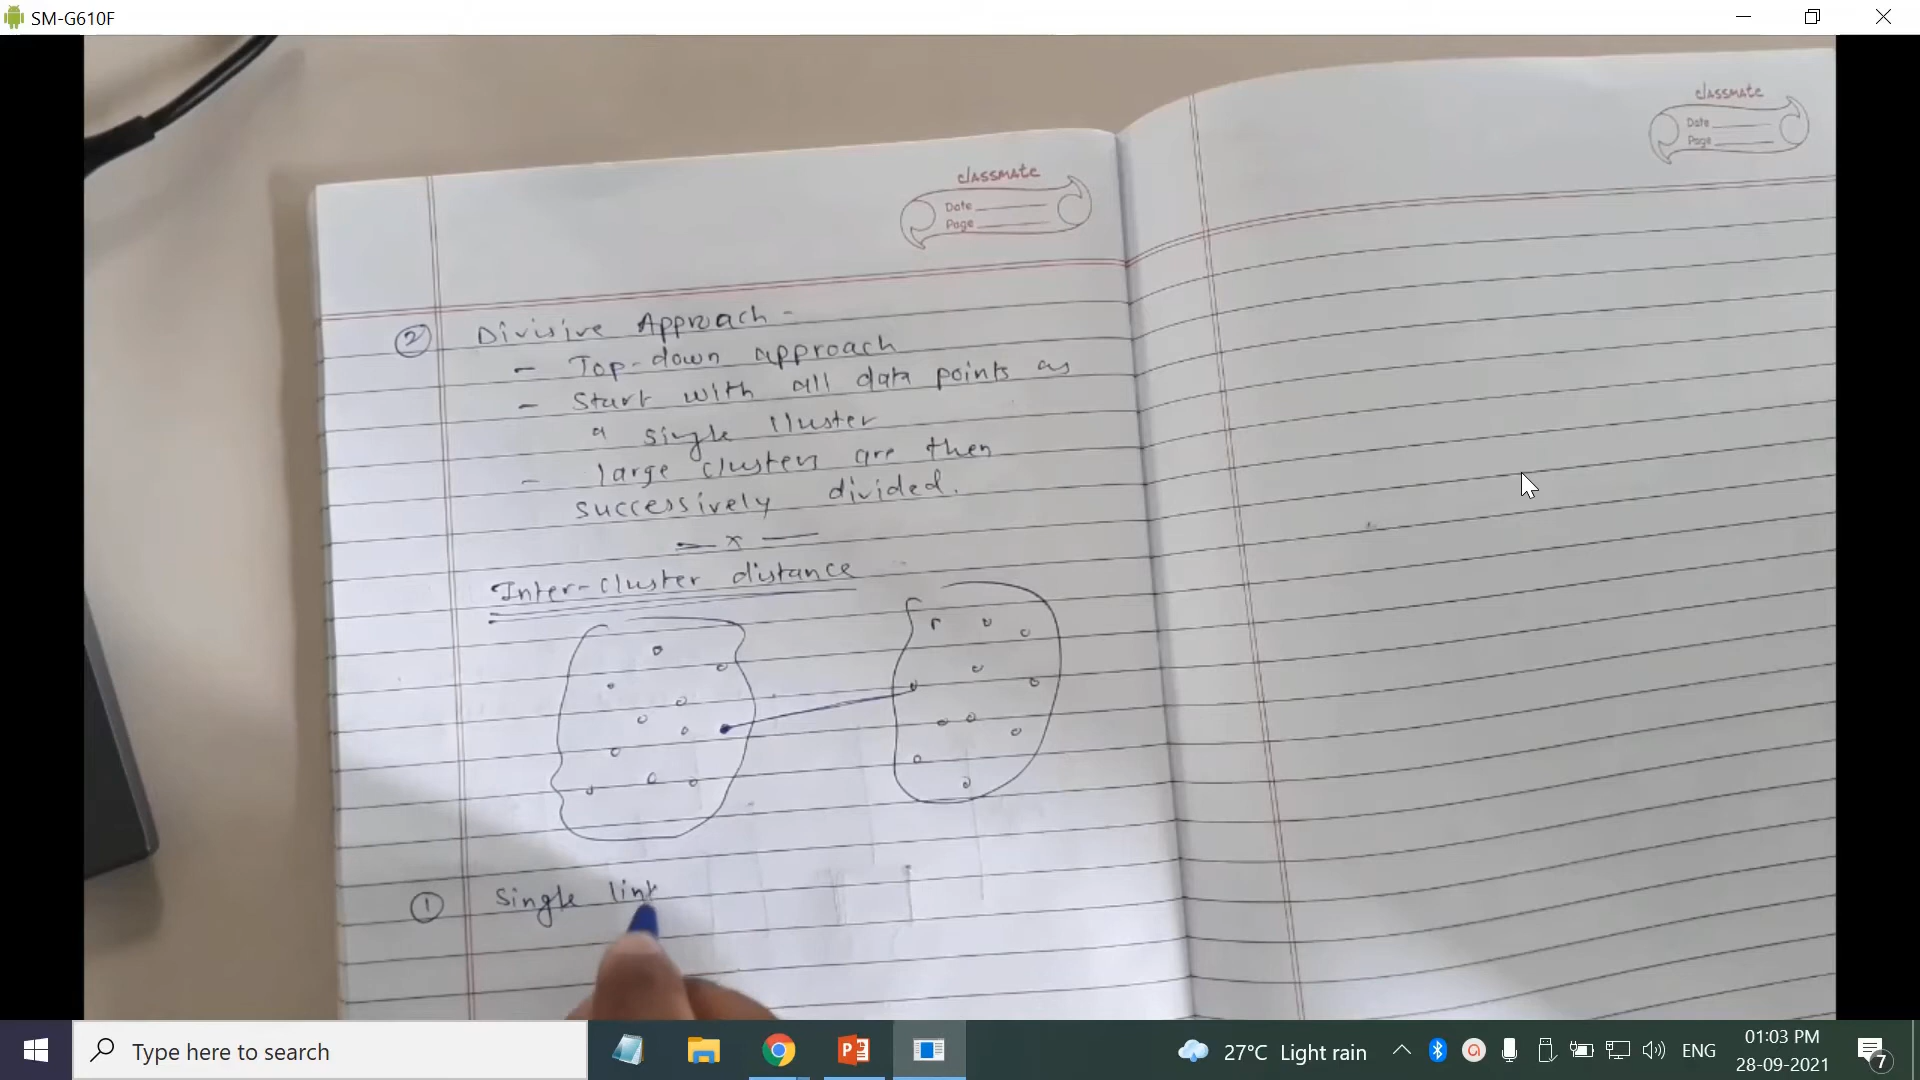 SM-G610F
classmate
Date
Page
classmate
Date
Page
② Divisive Approach -
- Top-down approach
- Start with all data points as
a single cluster
- large clusters are then
successively divided.
— x —
Inter-cluster distance
① Single link
Type here to search
27°C Light rain
ENG
01:03 PM
28-09-2021
7